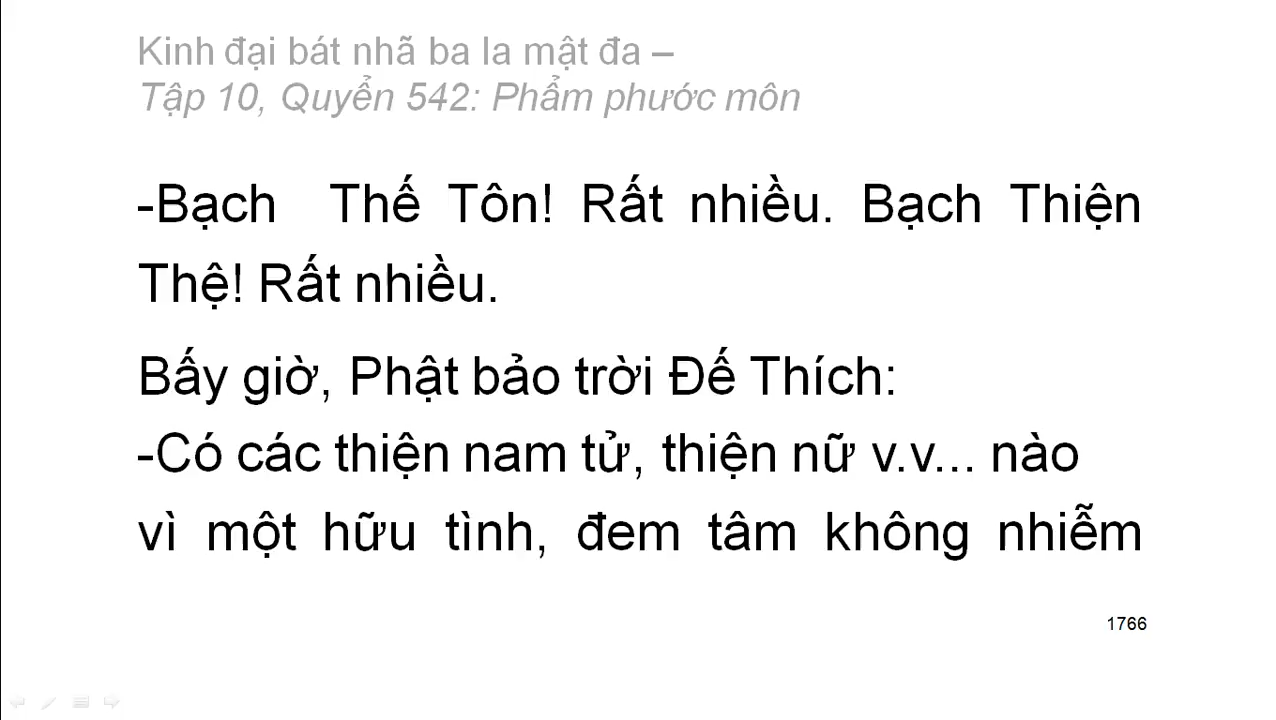 Kinh đại bát nhã ba la mật đa –
Tập 10, Quyển 542: Phẩm phước môn
-Bạch Thế Tôn! Rất nhiều. Bạch Thiện
Thệ! Rất nhiều.
Bấy giờ, Phật bảo trời Đế Thích:
-Có các thiện nam tử, thiện nữ v.v... nào
vì một hữu tình, đem tâm không nhiễm
1766